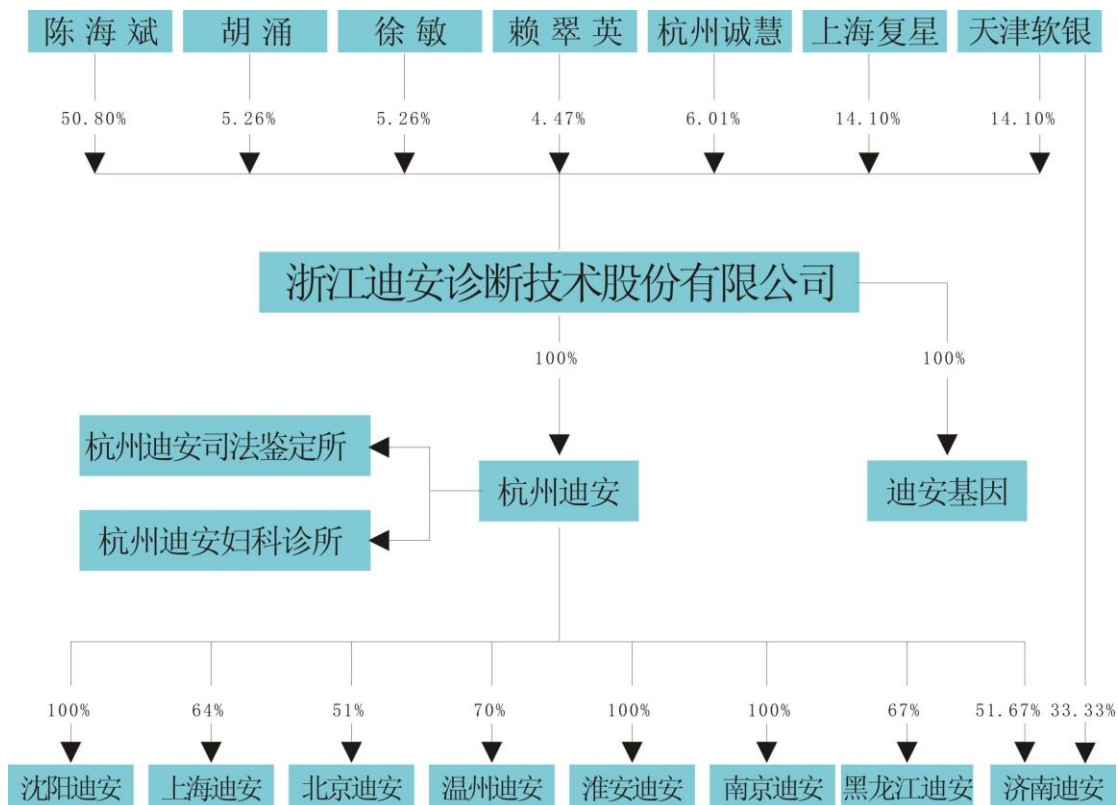 陈海斌 胡涌 徐敏 赖翠英 杭州诚慧 上海复星 天津软银
50.80% 5.26% 5.26% 4.47% 6.01% 14.10% 14.10%
浙江迪安诊断技术股份有限公司
100% 100%
杭州迪安司法鉴定所
杭州迪安 迪安基因
杭州迪安妇科诊所
100% 64% 51% 70% 100% 100% 67% 51.67% 33.33%
沈阳迪安 上海迪安 北京迪安 温州迪安 淮安迪安 南京迪安 黑龙江迪安 济南迪安